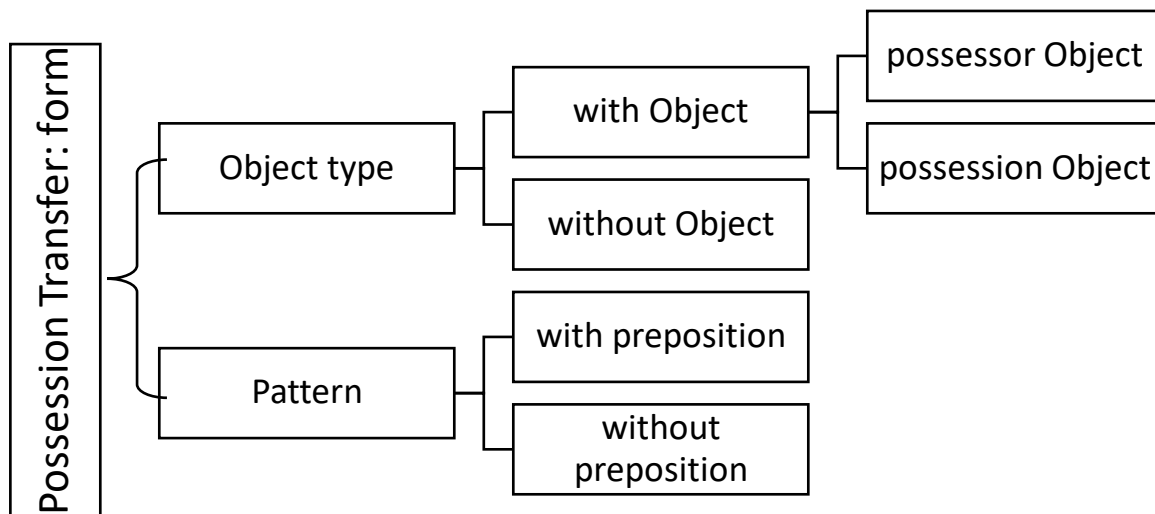 Possession Transfer: form
Object type
with Object
possessor Object
possession Object
without Object
Pattern
with preposition
without
preposition